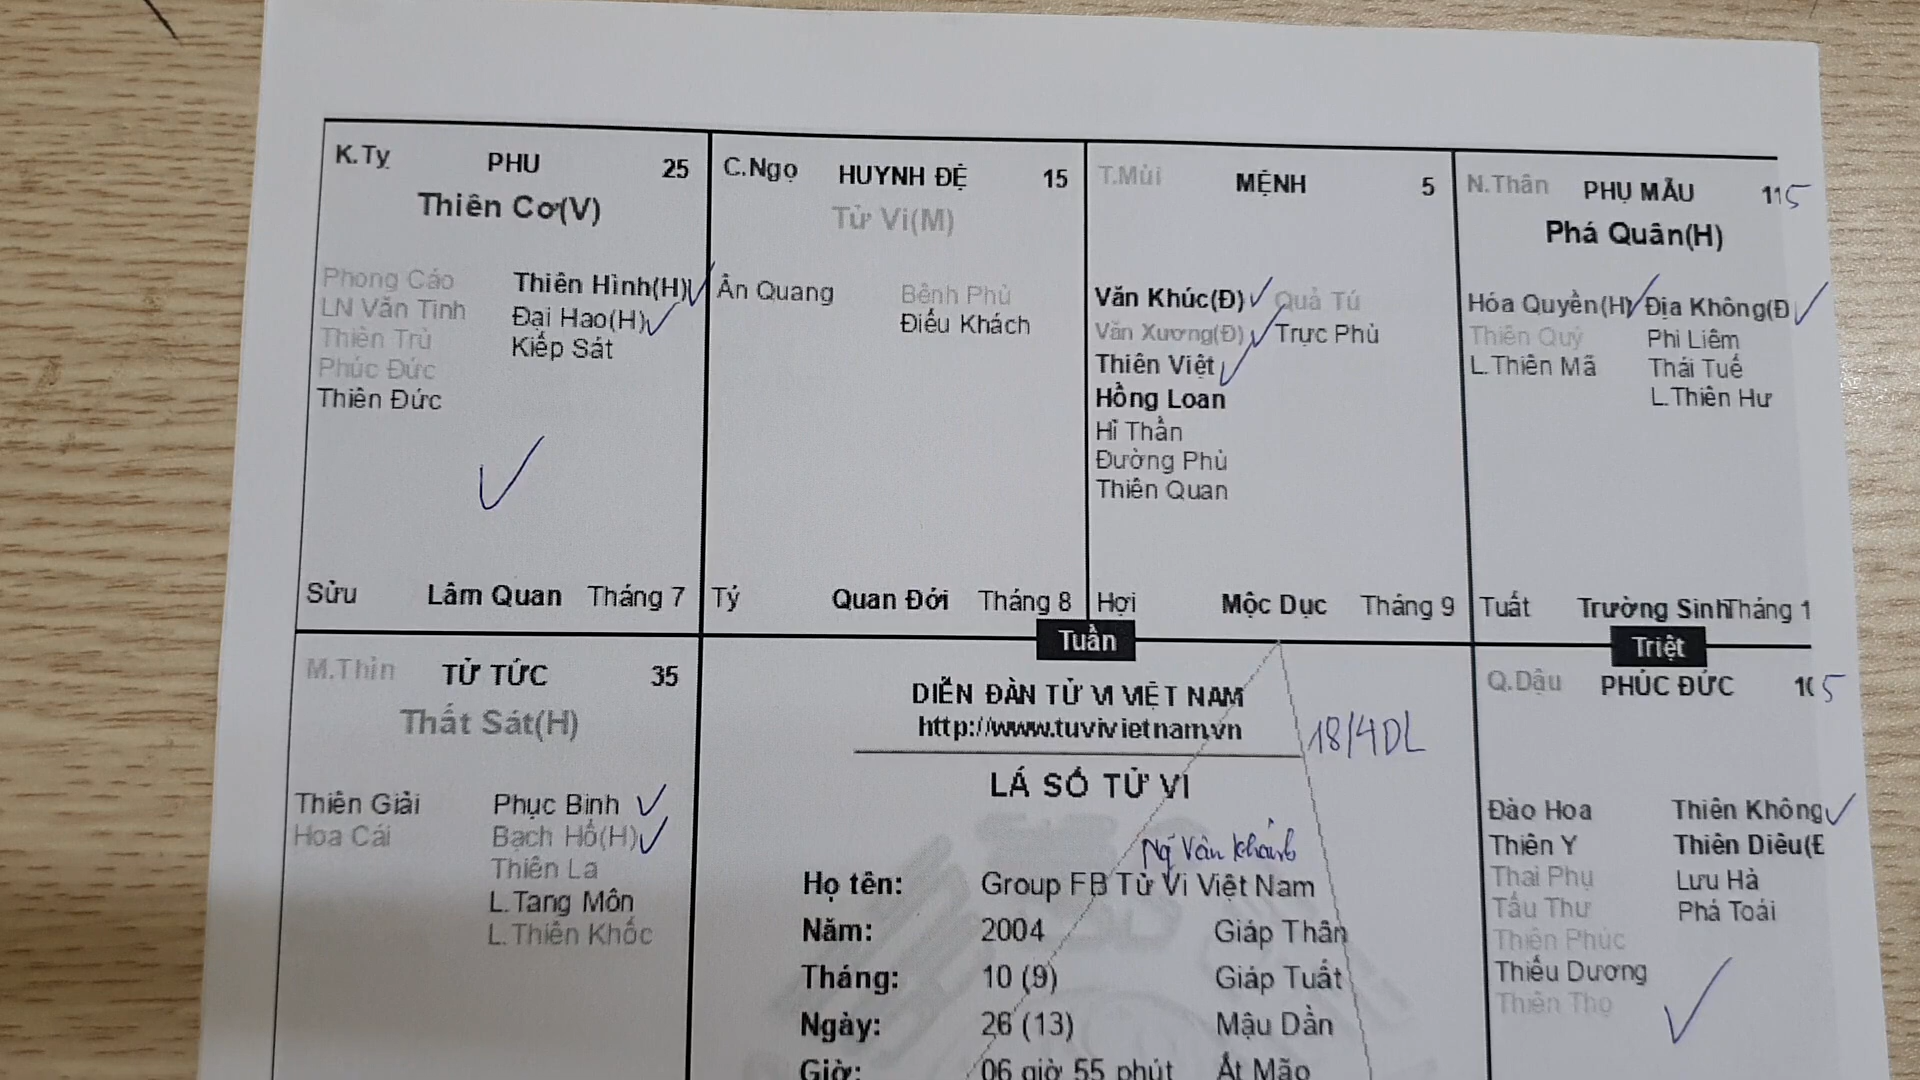 K.Tỵ PHU 25
Thiên Cơ(V)
Phong Cáo Thiên Hình(H)
LN Văn Tinh Đại Hao(H)
Thiên Trù Kiếp Sát
Phúc Đức
Thiên Đức
Sửu Lâm Quan Tháng 7
C.Ngọ HUYNH ĐỆ 15
Tử Vi(M)
Ân Quang Bệnh Phù
Điếu Khách
Tý Quan Đới Tháng 8
T.Mùi MỆNH 5
Văn Khúc(Đ) Quả Tú
Văn Xương(Đ) Trực Phù
Thiên Việt
Hồng Loan
Hỉ Thần
Đường Phù
Thiên Quan
Hợi Mộc Dục Tháng 9
N.Thân PHỤ MẪU 115
Phá Quân(H)
Hóa Quyền(H) Địa Không(Đ
Thiên Quý Phi Liêm
L.Thiên Mã Thái Tuế
L.Thiên Hư
Tuất Trường Sinh Tháng 1
Tuần
Triệt
M.Thìn TỬ TỨC 35
Thất Sát(H)
Thiên Giải Phục Binh
Hoa Cái Bạch Hổ(H)
Thiên La
L.Tang Môn
L.Thiên Khốc
DIỄN ĐÀN TỬ VI VIỆT NAM
http://www.tuvivietnam.vn
18/4DL
LÁ SỐ TỬ VI
Họ tên: Group FB Tử Vi Việt Nam
Năm: 2004 Giáp Thân
Tháng: 10 (9) Giáp Tuất
Ngày: 26 (13) Mậu Dần
Giờ: 06 giờ 55 phút Ất Mão
Q.Dậu PHÚC ĐỨC 105
Đào Hoa Thiên Không
Thiên Y Thiên Diêu(Đ
Thai Phụ Lưu Hà
Tấu Thư Phá Toái
Thiên Phúc
Thiếu Dương
Thiên Thọ